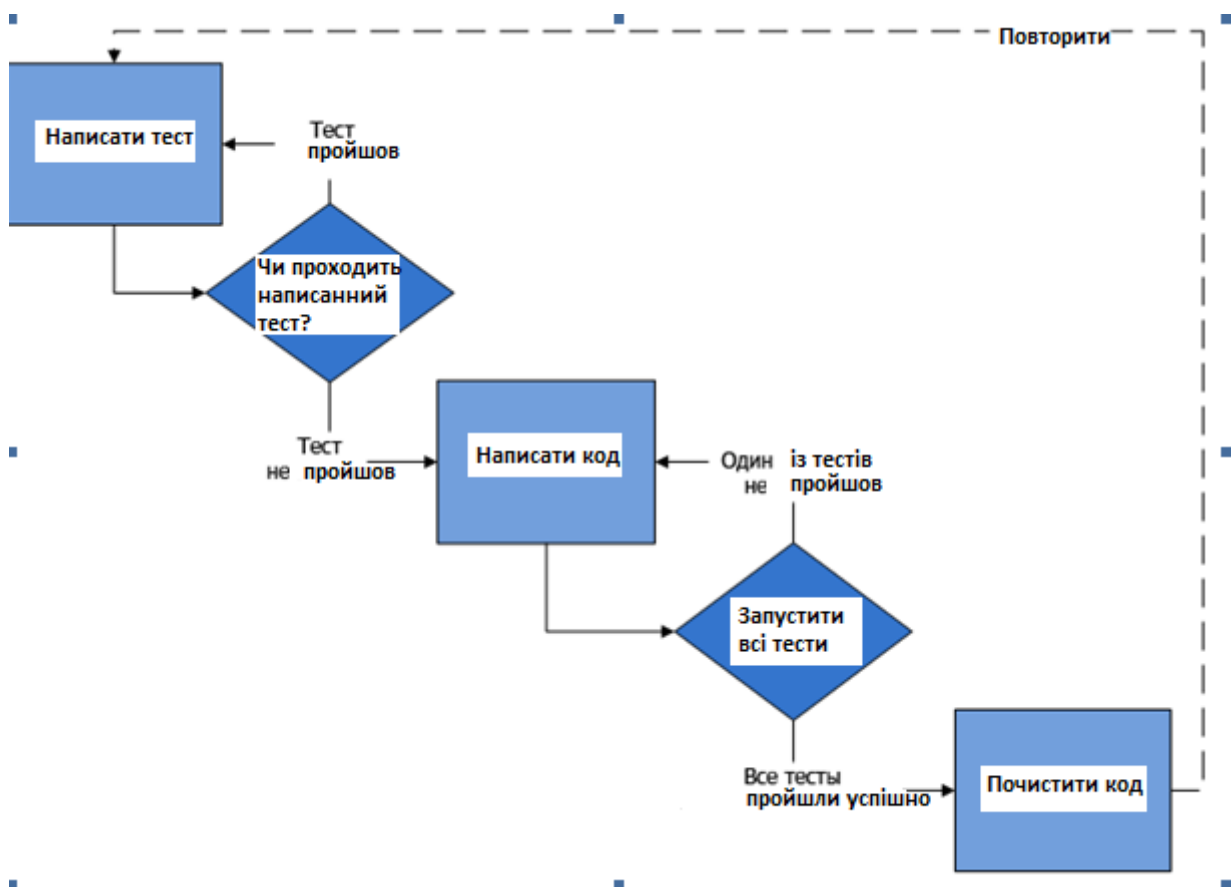 Повторити
Написати тест
Тест
пройшов
Чи проходить
написанний
тест?
Тест
не пройшов
Написати код
Один із тестів
не пройшов
Запустити
всі тести
Все тесты
пройшли успішно
Почистити код